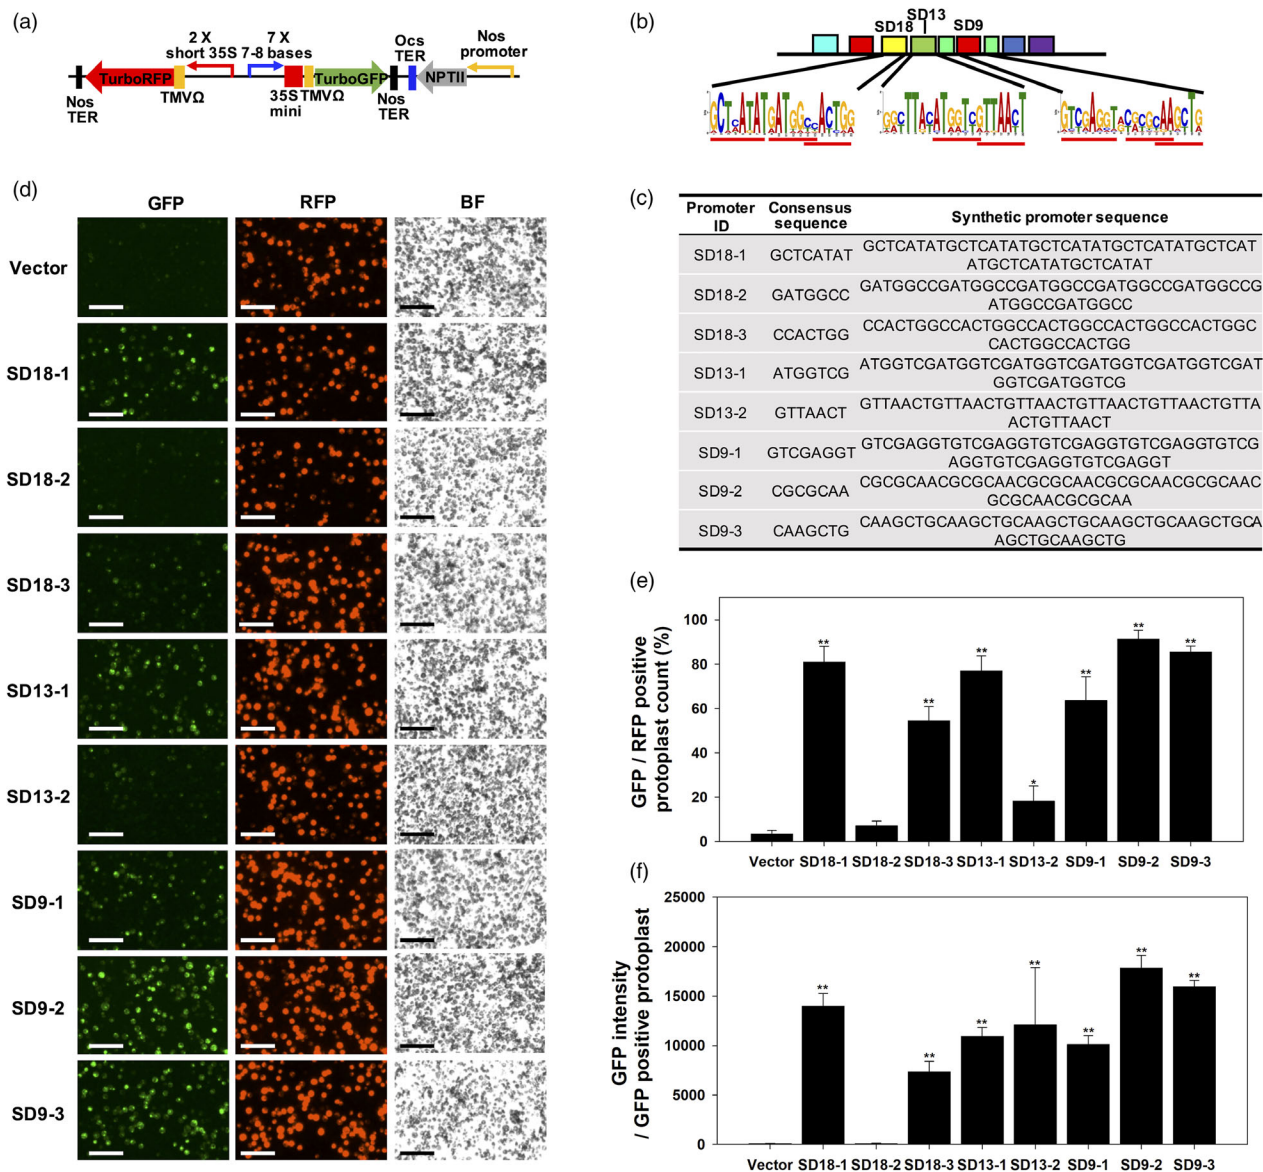 (a)
2 X
short 35S
7 X
7-8 bases
Ocs
TER
Nos
promoter
TurboRFP
TurboGFP
NPTII
Nos
TER
TMVΩ
35S
mini
TMVΩ
Nos
TER
(b)
SD18
SD13
SD9
(c)
Promoter
ID
Consensus
sequence
Synthetic promoter sequence
SD18-1
GCTCATAT
GCTCATATGCTCATATGCTCATATGCTCATATGCTCAT
ATGCTCATATGCTCATAT
SD18-2
GATGGCC
GATGGCCGATGGCCGATGGCCGATGGCCGATGGCCG
ATGGCCGATGGCC
SD18-3
CCACTGG
CCACTGGCCACTGGCCACTGGCCACTGGCCACTGGC
CACTGGCCACTGG
SD13-1
ATGGTCG
ATGGTCGATGGTCGATGGTCGATGGTCGATGGTCGAT
GGTCGATGGTCG
SD13-2
GTTAACT
GTTAACTGTTAACTGTTAACTGTTAACTGTTAACTGTTA
ACTGTTAACT
SD9-1
GTCGAGGT
GTCGAGGTGTCGAGGTGTCGAGGTGTCGAGGTGTCG
AGGTGTCGAGGTGTCGAGGT
SD9-2
CGCGCAA
CGCGCAACGCGCAACGCGCAACGCGCAACGCGCAAC
GCGCAACGCGCAA
SD9-3
CAAGCTG
CAAGCTGCAAGCTGCAAGCTGCAAGCTGCAAGCTGCA
AGCTGCAAGCTG
(d)
GFP
RFP
BF
Vector
SD18-1
SD18-2
SD18-3
SD13-1
SD13-2
SD9-1
SD9-2
SD9-3
(e)
GFP / RFP positive
protoplast count (%)
100
80
60
40
20
0
**
**
**
*
**
**
**
Vector SD18-1 SD18-2 SD18-3 SD13-1 SD13-2 SD9-1 SD9-2 SD9-3
(f)
GFP intensity
/ GFP positive protoplast
25000
20000
15000
10000
5000
0
**
**
**
**
**
**
**
Vector SD18-1 SD18-2 SD18-3 SD13-1 SD13-2 SD9-1 SD9-2 SD9-3